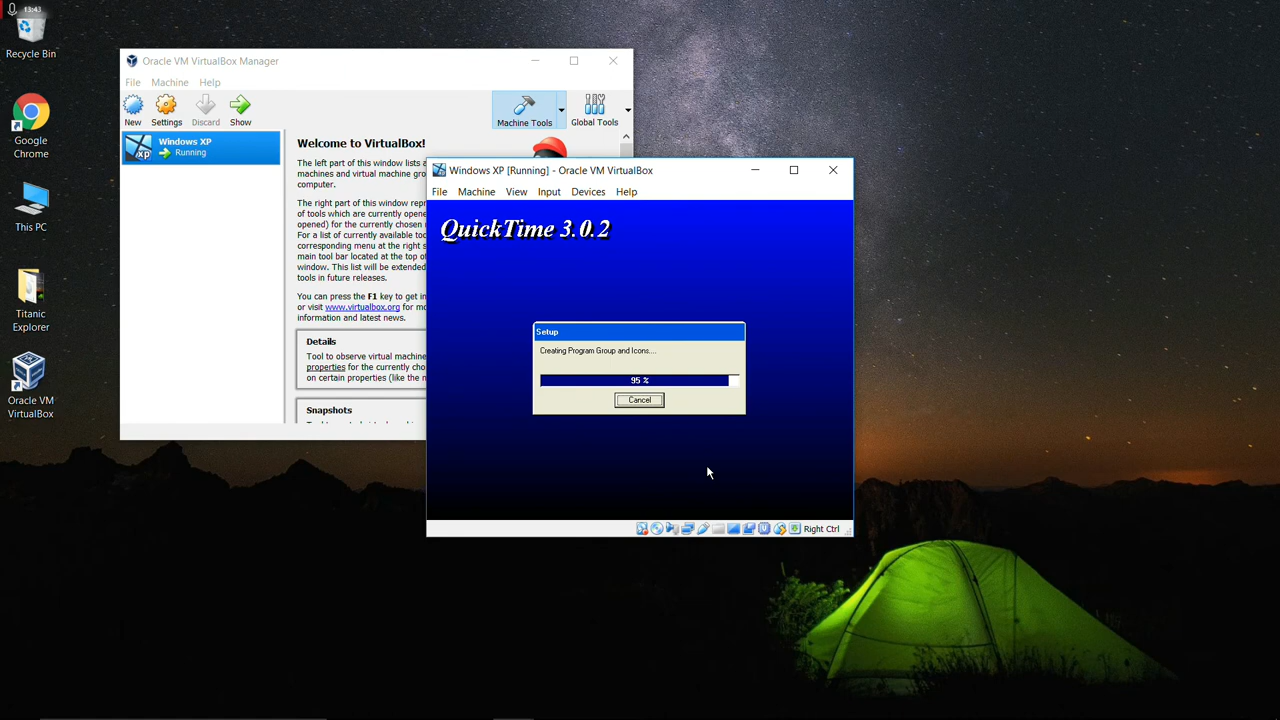 13:43
Recycle Bin
Google
Chrome
This PC
Titanic
Explorer
Oracle VM
VirtualBox
Oracle VM VirtualBox Manager
File Machine Help
New Settings Discard Show
Machine Tools Global Tools
Windows XP
Running
xp
Welcome to VirtualBox!
The left part of this window lists
machines and virtual machine gro
computer.
The right part of this window repr
of tools which are currently opene
opened) for the currently chosen
For a list of currently available too
corresponding menu at the right s
main tool bar located at the top of
window. This list will be extended
tools in future releases.
You can press the F1 key to get in
or visit www.virtualbox.org for mo
information and latest news.
Details
Tool to observe virtual machine
properties for the currently cho
on certain properties (like the n
Snapshots
Windows XP [Running] - Oracle VM VirtualBox
File Machine View Input Devices Help
QuickTime 3.0.2
Setup
Creating Program Group and Icons....
95 %
Cancel
Right Ctrl